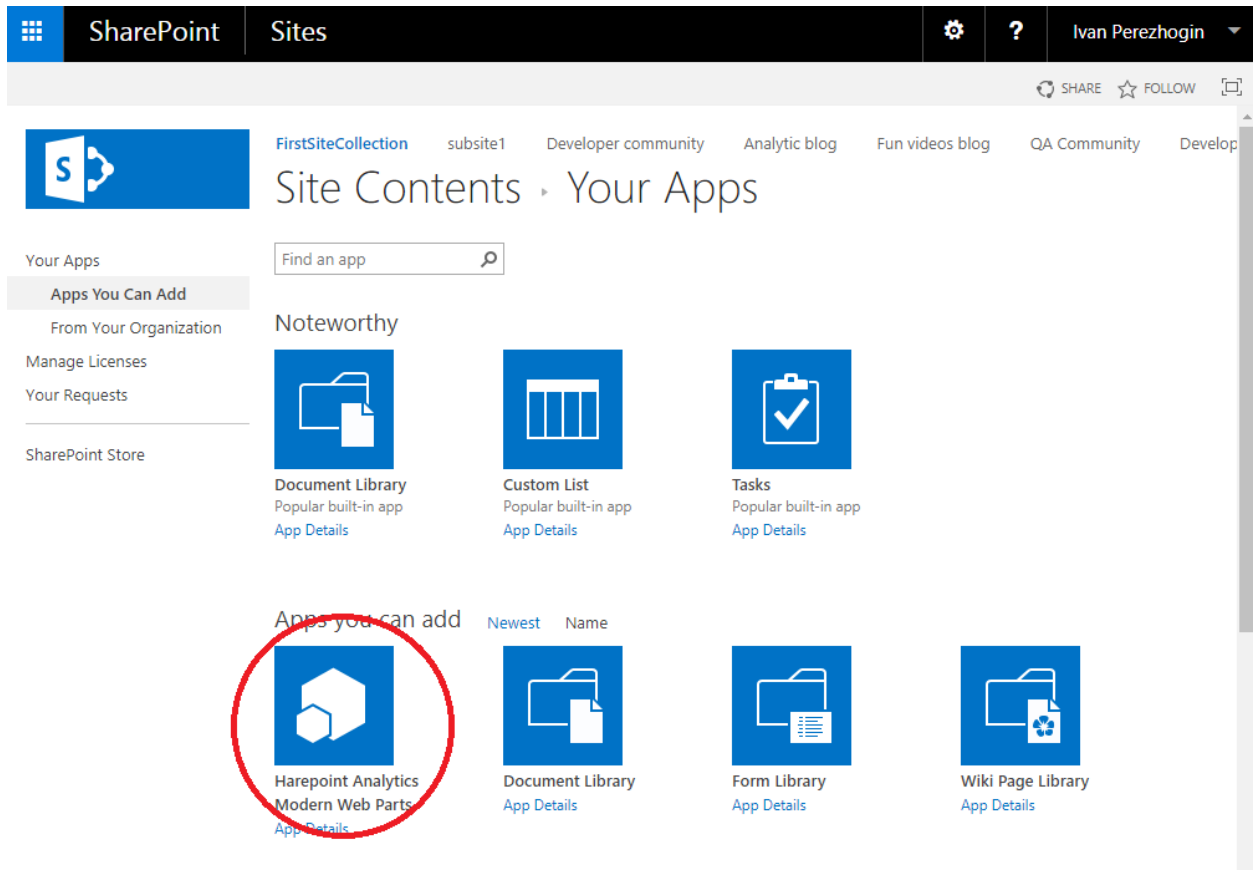 SharePoint Sites ? Ivan Perezhogin
SHARE FOLLOW
S
FirstSiteCollection subsite1 Developer community Analytic blog Fun videos blog QA Community Develop
Site Contents ▸ Your Apps
Find an app
Your Apps
Apps You Can Add
From Your Organization
Manage Licenses
Your Requests
SharePoint Store
Noteworthy
Document Library Custom List Tasks
Popular built-in app Popular built-in app Popular built-in app
App Details App Details App Details
Apps you can add Newest Name
Harepoint Analytics Document Library Form Library Wiki Page Library
Modern Web Parts App Details App Details App Details
App Details